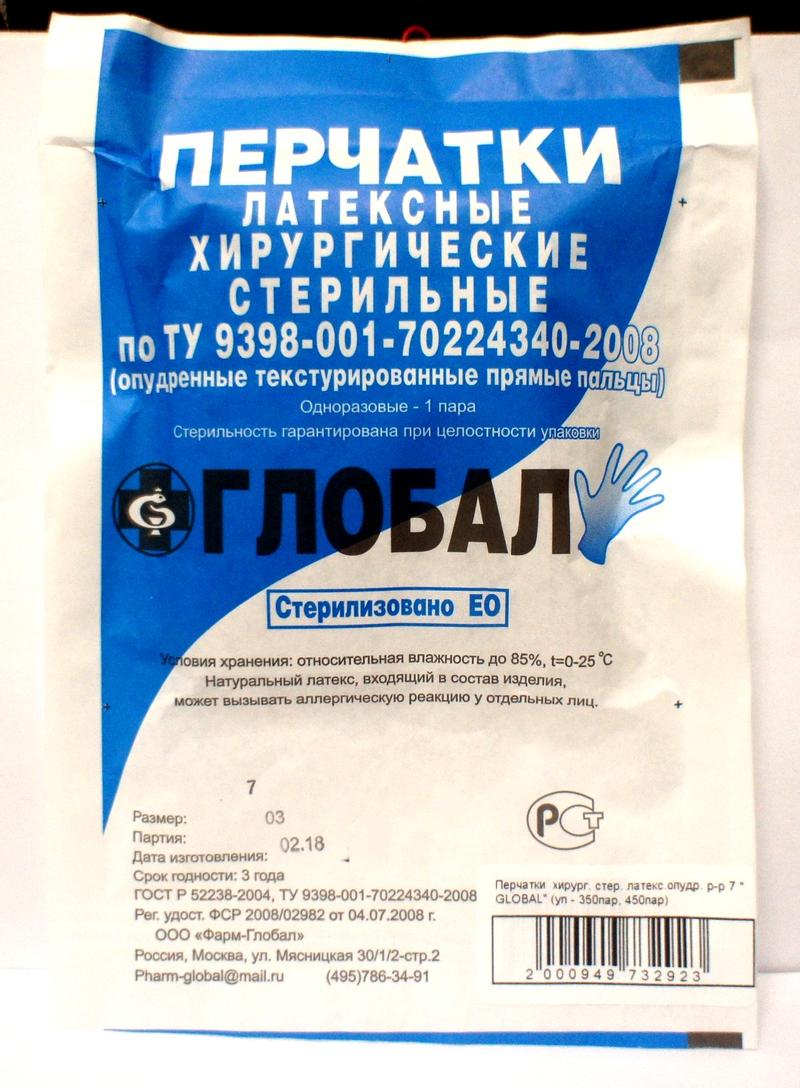 ПЕРЧАТКИ
ЛАТЕКСНЫЕ
ХИРУРГИЧЕСКИЕ
СТЕРИЛЬНЫЕ
по ТУ 9398-001-70224340-2008
(опудренные текстурированные прямые пальцы)
Одноразовые - 1 пара
Стерильность гарантирована при целостности упаковки
ГЛОБАЛ
Стерилизовано ЕО
Условия хранения: относительная влажность до 85%, t=0-25 °С
Натуральный латекс, входящий в состав изделия,
может вызывать аллергическую реакцию у отдельных лиц.
7
Размер: 03
Партия: 02.18
Дата изготовления:
Срок годности: 3 года
ГОСТ Р 52238-2004, ТУ 9398-001-70224340-2008
Рег. удост. ФСР 2008/02982 от 04.07.2008 г.
ООО «Фарм-Глобал»
Россия, Москва, ул. Мясницкая 30/1/2-стр.2
Pharm-global@mail.ru (495)786-34-91
РСТ
Перчатки хирург. стер. латекс.опудр. р-р 7 "
GLOBAL" (уп - 350пар, 450пар)
2 000949 732923